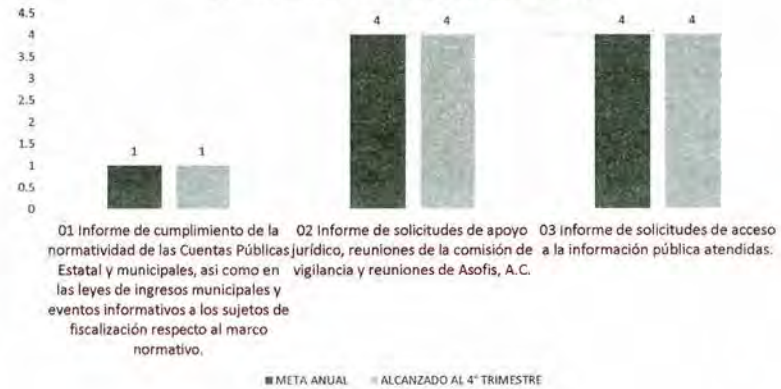 4.5
4
3.5
3
2.5
2
1.5
1
0.5
0
1
1
4
4
4
4
01 Informe de cumplimiento de la
normatividad de las Cuentas Públicas
Estatal y municipales, asi como en
las leyes de ingresos municipales y
eventos informativos a los sujetos de
fiscalización respecto al marco
normativo.
02 Informe de solicitudes de apoyo
jurídico, reuniones de la comisión de
vigilancia y reuniones de Asofis, A.C.
03 Informe de solicitudes de acceso
a la información pública atendidas.
META ANUAL
ALCANZADO AL 4° TRIMESTRE